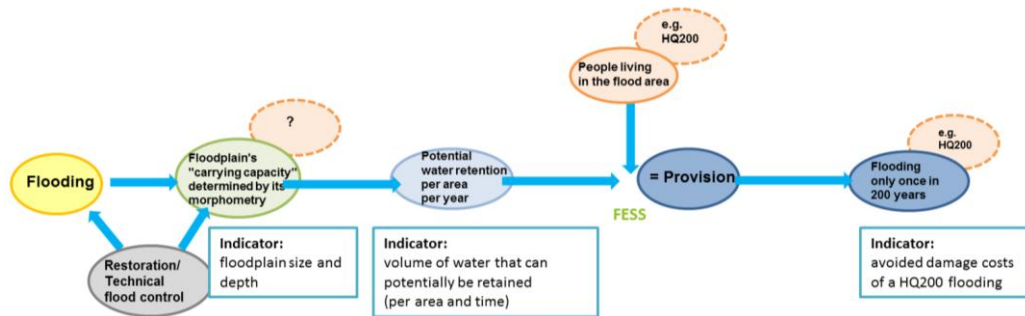 Flooding
Restoration/
Technical
flood control
?
Floodplain's
"carrying capacity"
determined by its
morphometry
Indicator:
floodplain size and
depth
Potential
water retention
per area
per year
Indicator:
volume of water that can
potentially be retained
(per area and time)
e.g.
HQ200
People living
in the flood area
FESS
= Provision
e.g.
HQ200
Flooding
only once in
200 years
Indicator:
avoided damage costs
of a HQ200 flooding